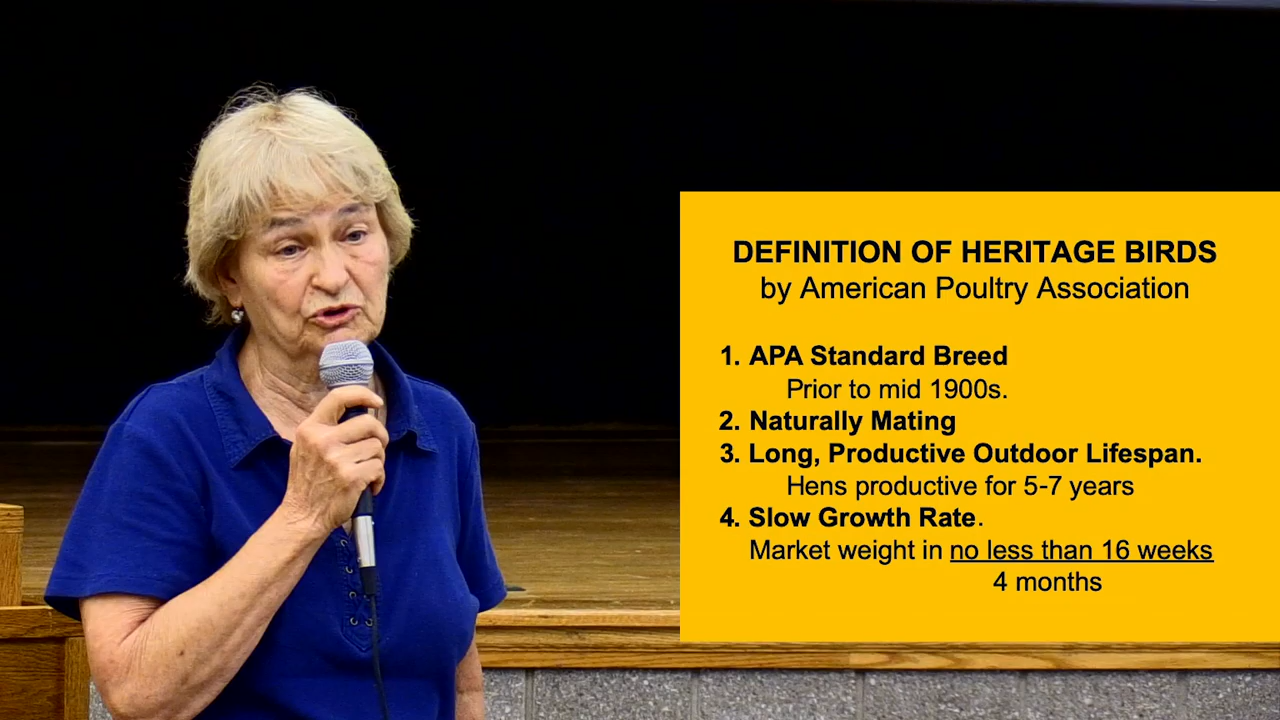 DEFINITION OF HERITAGE BIRDS
by American Poultry Association
1. APA Standard Breed
Prior to mid 1900s.
2. Naturally Mating
3. Long, Productive Outdoor Lifespan.
Hens productive for 5-7 years
4. Slow Growth Rate.
Market weight in no less than 16 weeks
4 months